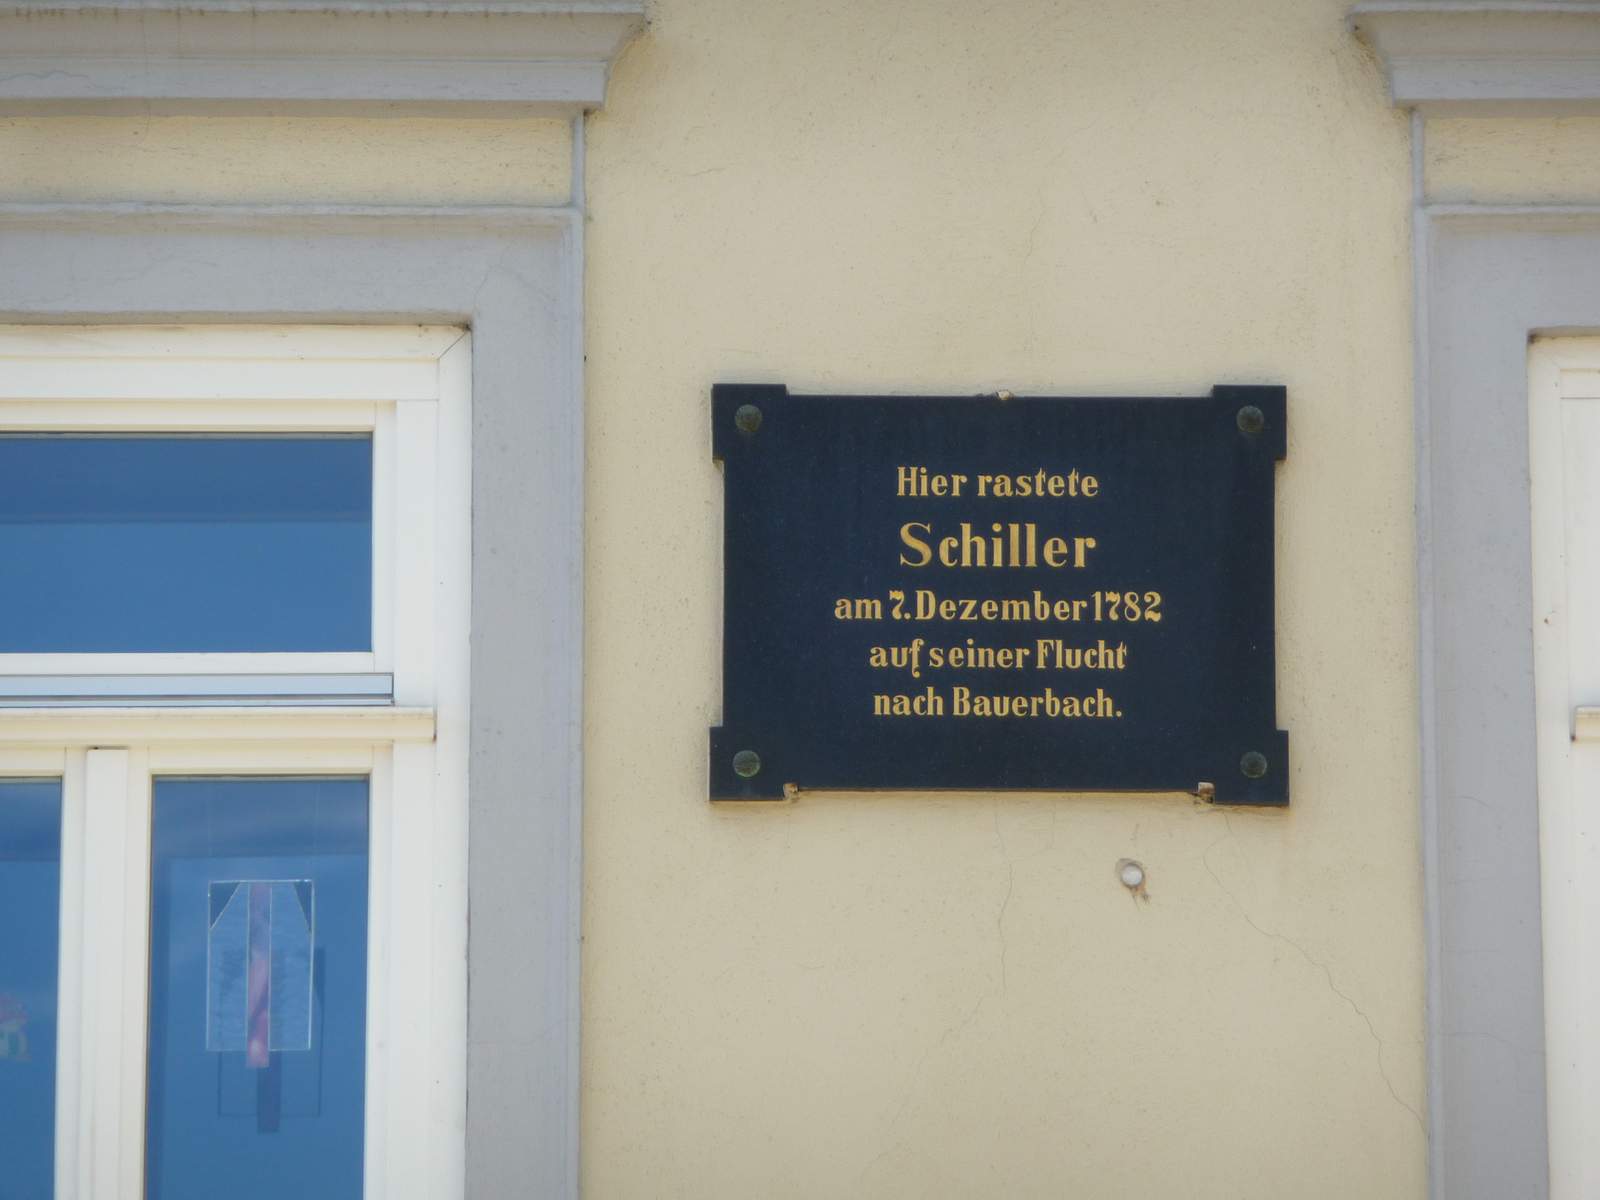 Hier rastete
Schiller
am 7. Dezember 1782
auf seiner Flucht
nach Bauerbach.